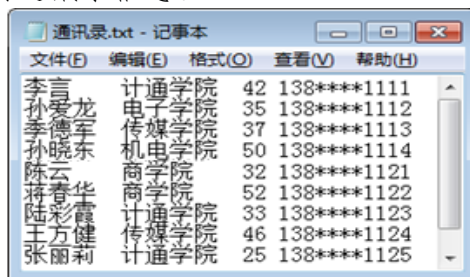 通讯录.txt - 记事本
文件(F) 编辑(E) 格式(O) 查看(V) 帮助(H)
李言 计通学院 42 138****1111
孙爱龙 电子学院 35 138****1112
李德军 传媒学院 37 138****1113
孙晓东 机电学院 50 138****1114
陈云 商学院 32 138****1121
蒋春华 商学院 52 138****1122
陆彩霞 计通学院 33 138****1123
王方健 传媒学院 46 138****1124
张丽莉 计通学院 25 138****1125